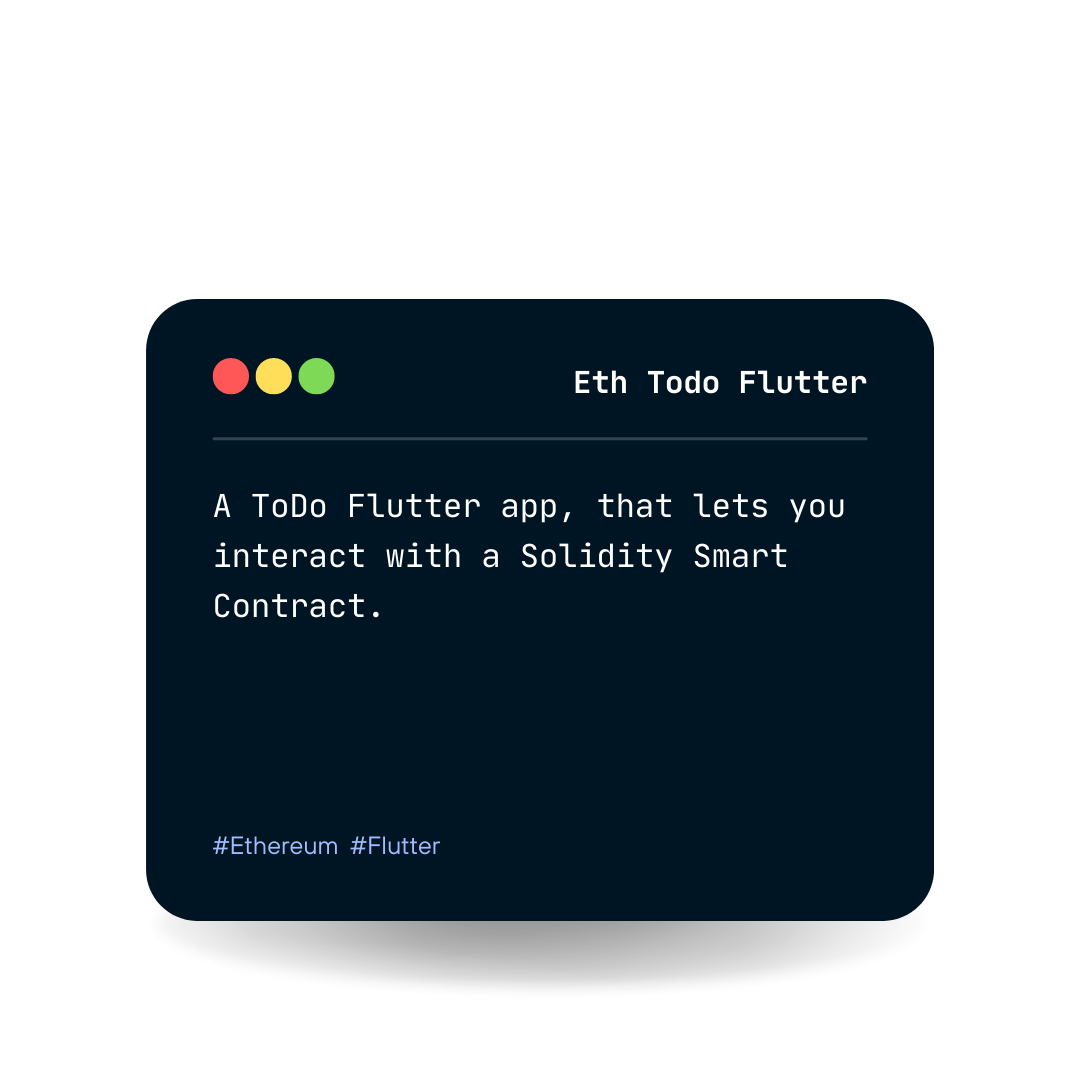 Eth Todo Flutter
A ToDo Flutter app, that lets you
interact with a Solidity Smart
Contract.
#Ethereum #Flutter